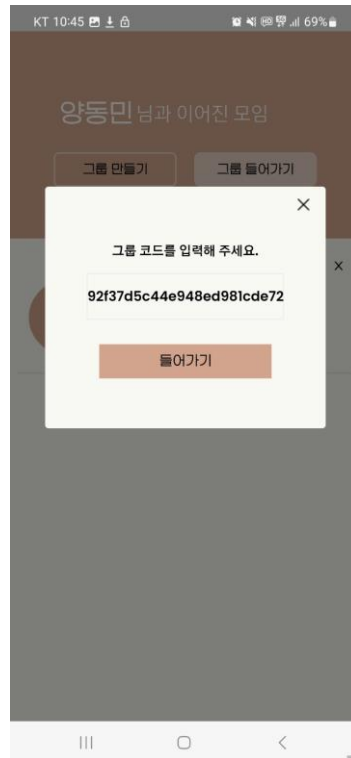 KT 10:45 69%
양동민 님과 이어진 모임
그룹 만들기 그룹 들어가기
그룹 코드를 입력해 주세요.
92f37d5c44e948ed981cde72
들어가기